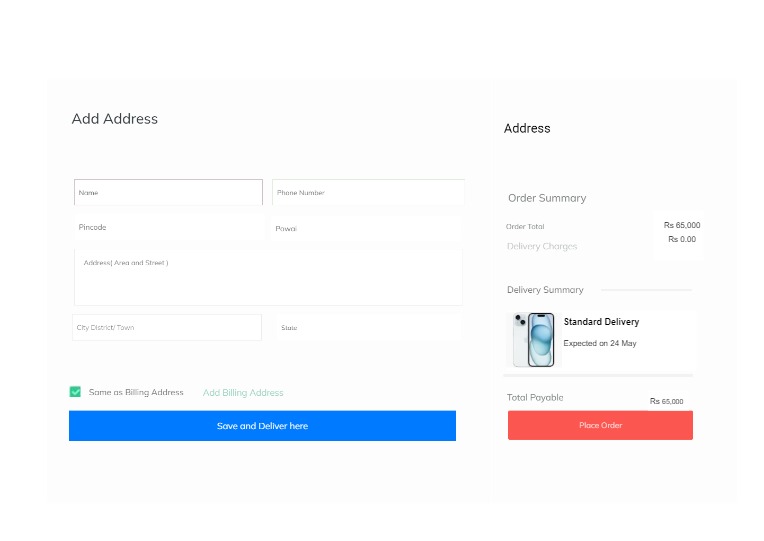 Add Address
Name
Phone Number
Pincode
Powai
Address( Area and Street )
City District/ Town
State
Same as Billing Address
Add Billing Address
Save and Deliver here
Address
Order Summary
Order Total
Rs 65,000
Delivery Charges
Rs 0.00
Delivery Summary
Standard Delivery
Expected on 24 May
Total Payable
Rs 65,000
Place Order